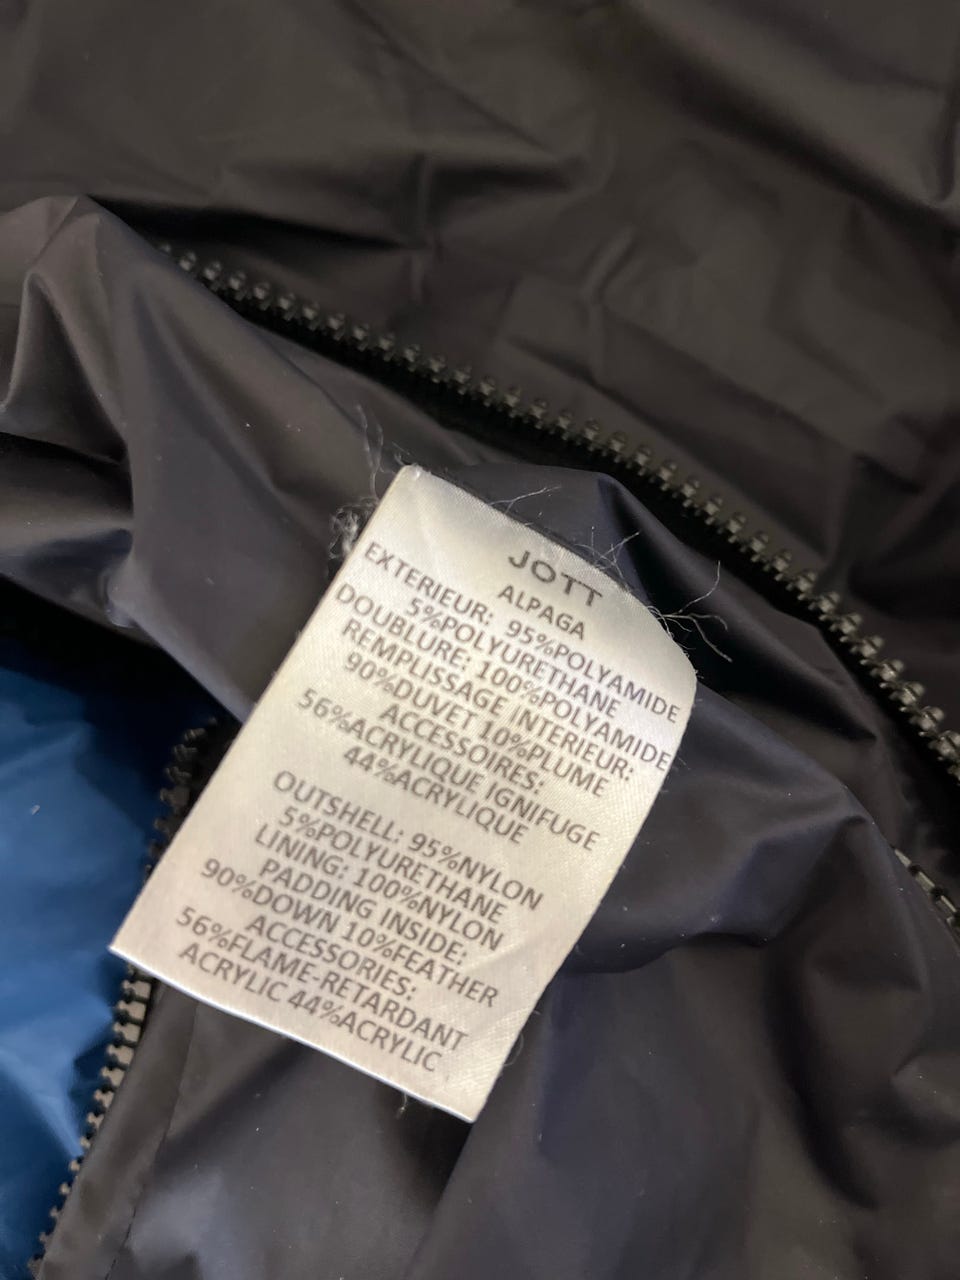 JOTT
ALPAGA
EXTERIEUR: 95%POLYAMIDE
5%POLYURETHANE
DOUBLURE: 100%POLYAMIDE
REMPLISSAGE INTERIEUR:
90%DUVET 10%PLUME
ACCESSOIRES:
56%ACRYLIQUE IGNIFUGE
44%ACRYLIQUE
OUTSHELL: 95%NYLON
5%POLYURETHANE
LINING: 100%NYLON
PADDING INSIDE:
90%DOWN 10%FEATHER
ACCESSORIES:
56%FLAME-RETARDANT
ACRYLIC 44%ACRYLIC